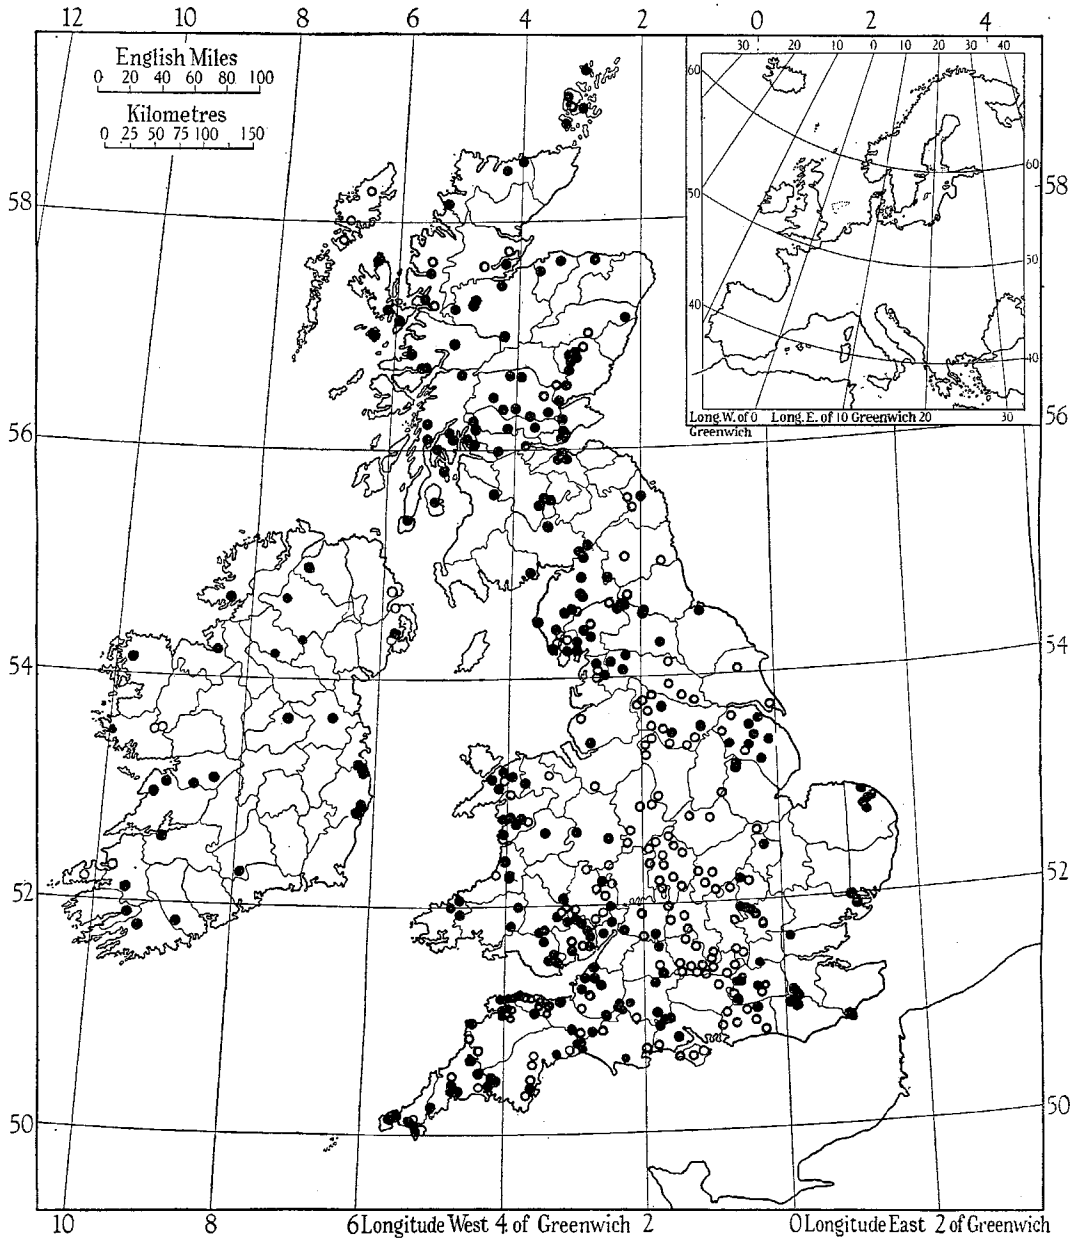 12 10 8 6 4 2 0 2 4
English Miles
0 20 40 60 80 100
Kilometres
0 25 50 75 100 150
30 20 10 0 10 20 30 40
60
60
50
50
40
40
Long. W. of 0 Long. E. of 10 Greenwich 20 30
Greenwich
58 58
56 56
54 54
52 52
50 50
10 8 6 Longitude West 4 of Greenwich 2 0 Longitude East 2 of Greenwich